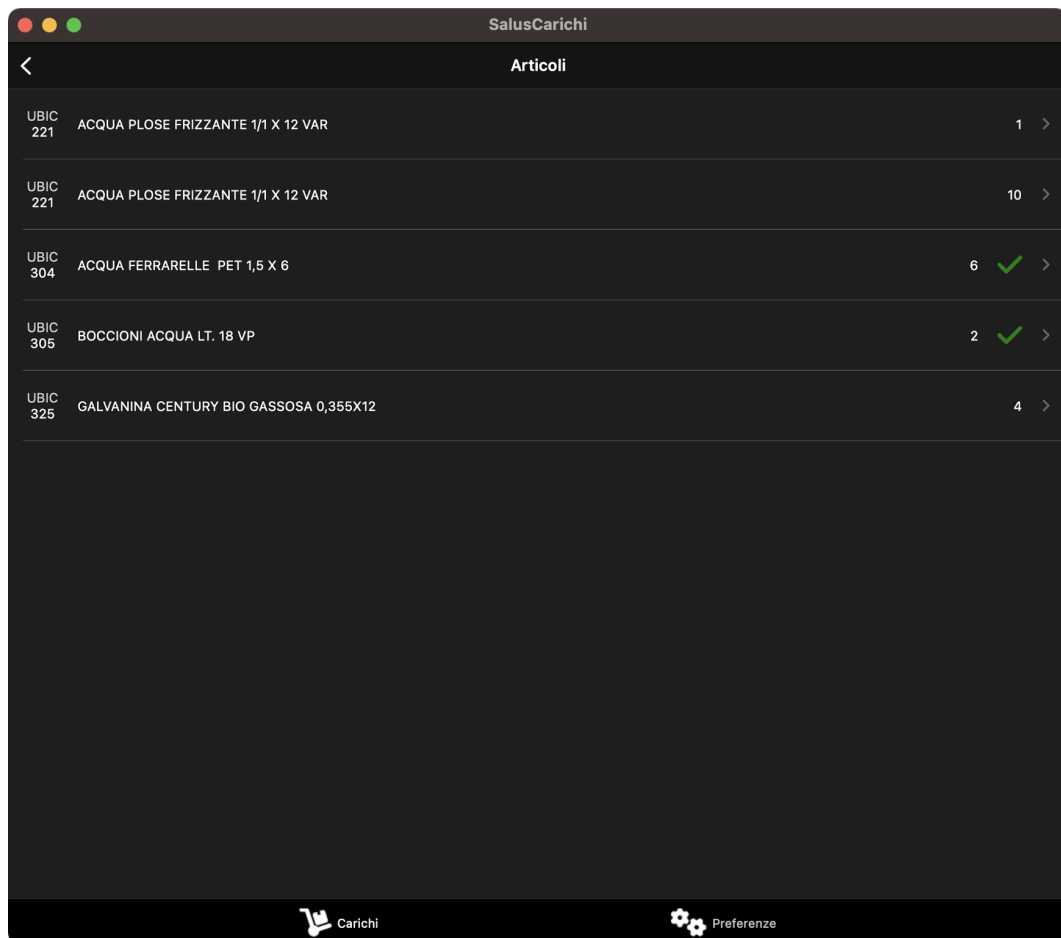 SalusCarichi
Articoli
UBIC
221
ACQUA PLOSE FRIZZANTE 1/1 X 12 VAR
1
UBIC
221
ACQUA PLOSE FRIZZANTE 1/1 X 12 VAR
10
UBIC
304
ACQUA FERRARELLE  PET 1,5 X 6
6
UBIC
305
BOCCIONI ACQUA LT. 18 VP
2
UBIC
325
GALVANINA CENTURY BIO GASSOSA 0,355X12
4
Carichi
Preferenze